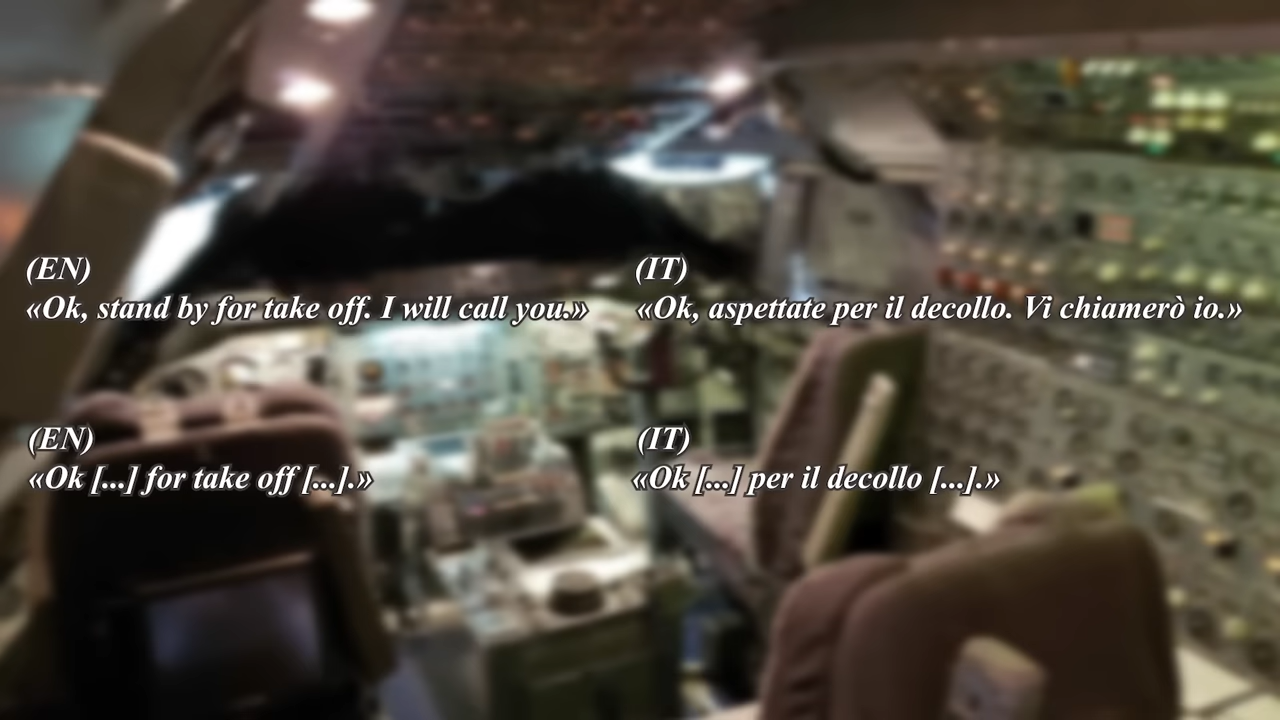 (EN)
«Ok, stand by for take off. I will call you.»
(IT)
«Ok, aspettate per il decollo. Vi chiamerò io.»
(EN)
«Ok [...] for take off [...].»
(IT)
«Ok [...] per il decollo [...].»